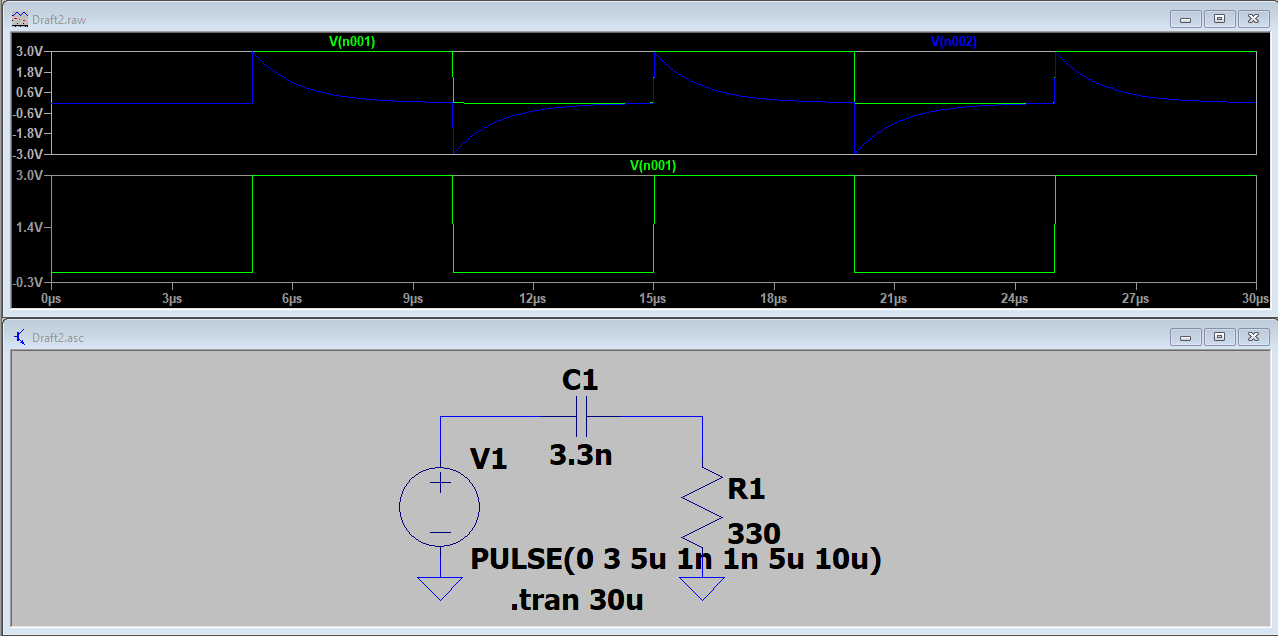 Draft2.raw
V(n001) V(n002)
3.0V
1.8V
0.6V
-0.6V
-1.8V
-3.0V
V(n001)
3.0V
1.4V
-0.3V
0µs 3µs 6µs 9µs 12µs 15µs 18µs 21µs 24µs 27µs 30µs
Draft2.asc
C1
3.3n
V1
R1
330
PULSE(0 3 5u 1n 1n 5u 10u)
.tran 30u